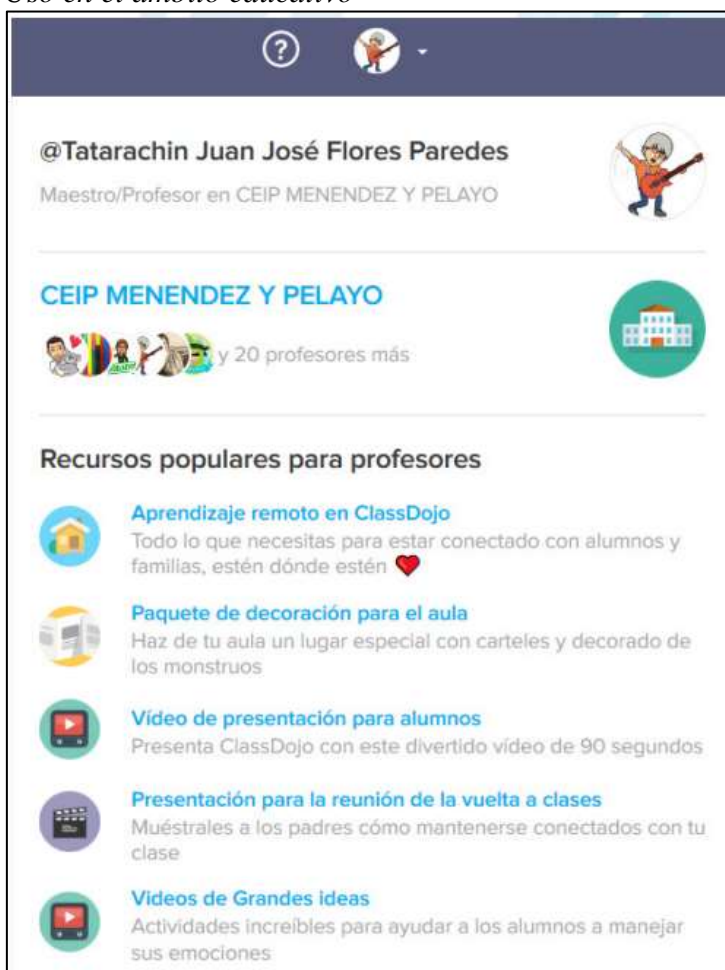 Uso en el ámbito educativo
?
@Tatarachin Juan José Flores Paredes
Maestro/Profesor en CEIP MENENDEZ Y PELAYO
CEIP MENENDEZ Y PELAYO
y 20 profesores más
Recursos populares para profesores
Aprendizaje remoto en ClassDojo
Todo lo que necesitas para estar conectado con alumnos y
familias, estén dónde estén
Paquete de decoración para el aula
Haz de tu aula un lugar especial con carteles y decorado de
los monstruos
Vídeo de presentación para alumnos
Presenta ClassDojo con este divertido vídeo de 90 segundos
Presentación para la reunión de la vuelta a clases
Muéstrales a los padres cómo mantenerse conectados con tu
clase
Videos de Grandes ideas
Actividades increíbles para ayudar a los alumnos a manejar
sus emociones